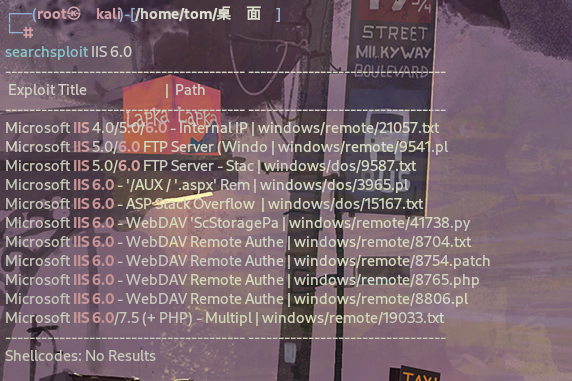 ┌──(root㉿ kali)-[/home/tom/桌 面 ]
└─#
searchsploit IIS 6.0
---------------------------------------------- ---------------------------------
Exploit Title | Path
---------------------------------------------- ---------------------------------
Microsoft IIS 4.0/5.0/6.0 - Internal IP | windows/remote/21057.txt
Microsoft IIS 5.0/6.0 FTP Server (Windo | windows/remote/9541.pl
Microsoft IIS 5.0/6.0 FTP Server - Stac | windows/dos/9587.txt
Microsoft IIS 6.0 - '/AUX / '.aspx' Rem | windows/dos/3965.pl
Microsoft IIS 6.0 - ASP Stack Overflow | windows/dos/15167.txt
Microsoft IIS 6.0 - WebDAV 'ScStoragePa | windows/remote/41738.py
Microsoft IIS 6.0 - WebDAV Remote Authe | windows/remote/8704.txt
Microsoft IIS 6.0 - WebDAV Remote Authe | windows/remote/8754.patch
Microsoft IIS 6.0 - WebDAV Remote Authe | windows/remote/8765.php
Microsoft IIS 6.0 - WebDAV Remote Authe | windows/remote/8806.pl
Microsoft IIS 6.0/7.5 (+ PHP) - Multipl | windows/remote/19033.txt
---------------------------------------------- ---------------------------------
Shellcodes: No Results
STREET
MILKYWAY
BOULEVARD
Lapka Lapka
TAXI